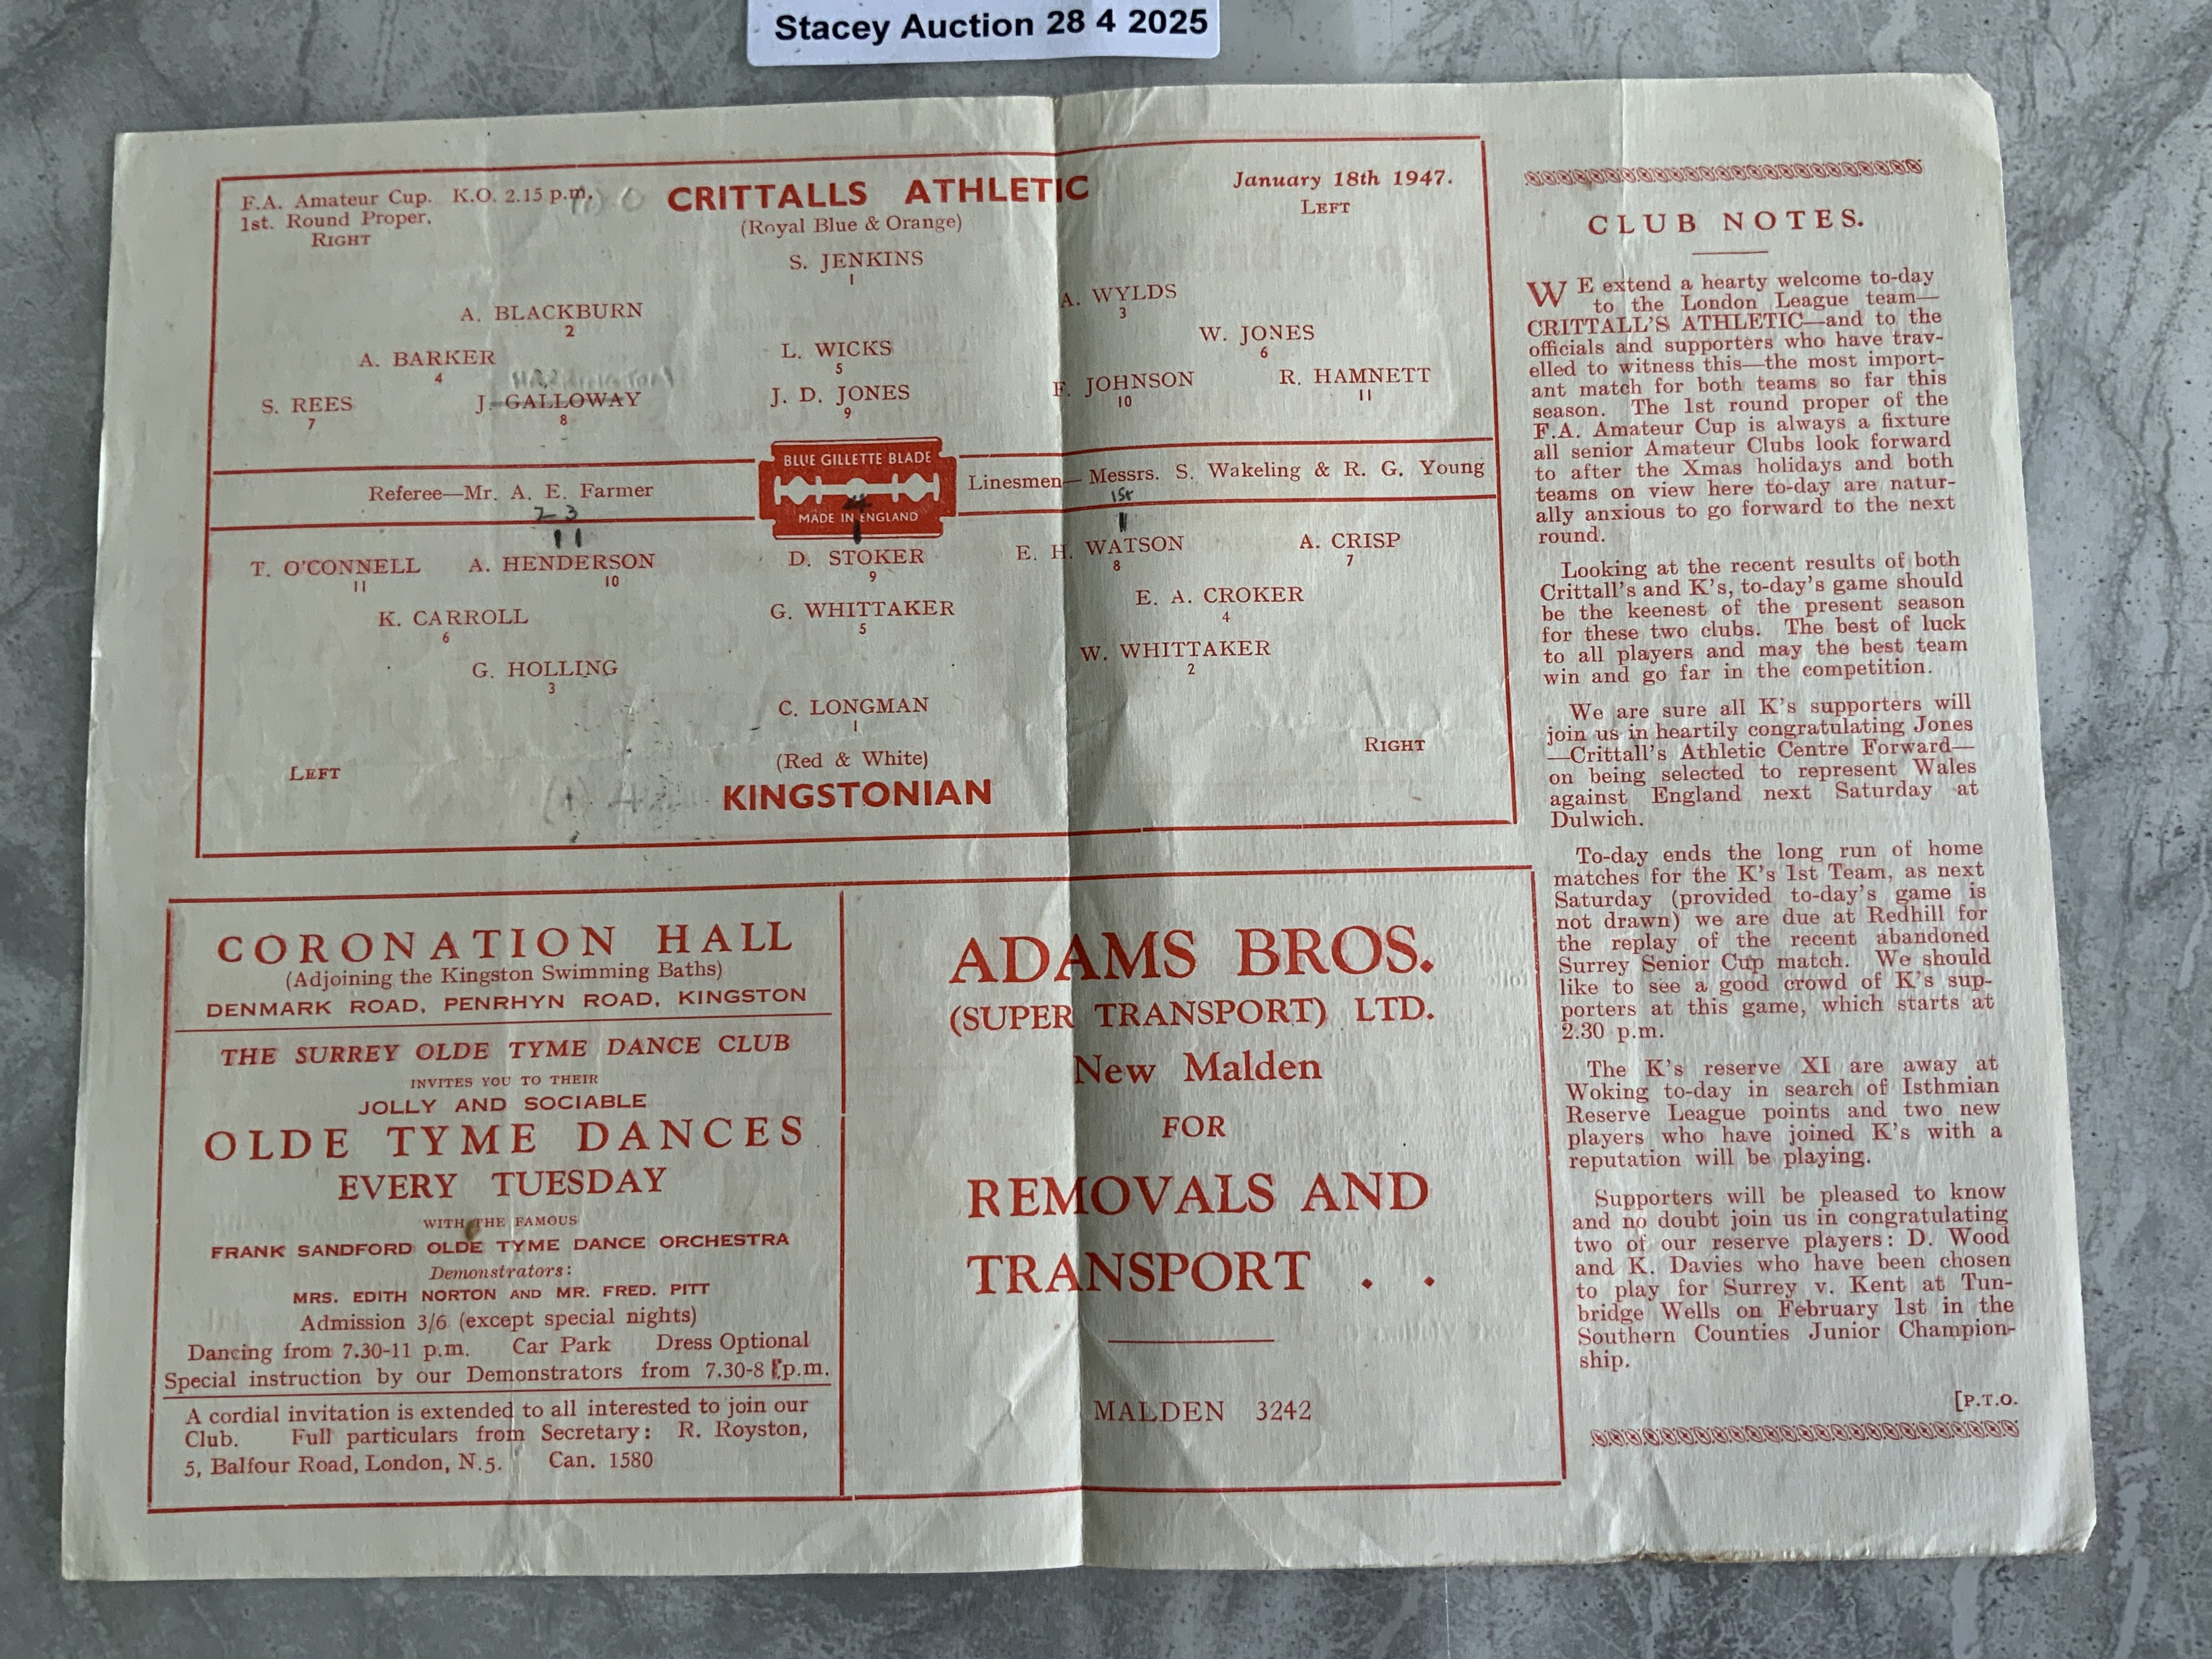 Stacey Auction 28 4 2025
F.A. Amateur Cup. K.O. 2.15 p.m.
1st. Round Proper.
RIGHT
CRITTALLS ATHLETIC
(Royal Blue & Orange)
January 18th 1947.
LEFT
S. JENKINS
1
A. BLACKBURN
2
A. WYLDS
3
A. BARKER
4
L. WICKS
5
W. JONES
6
S. REES
7
J. GALLOWAY
8
J. D. JONES
9
F. JOHNSON
10
R. HAMNETT
11
Referee—Mr. A. E. Farmer
BLUE GILLETTE BLADE
MADE IN ENGLAND
Linesmen—Messrs. S. Wakeling & R. G. Young
2 3
4
1st
T. O'CONNELL
11
A. HENDERSON
10
D. STOKER
9
E. H. WATSON
8
A. CRISP
7
K. CARROLL
6
G. WHITTAKER
5
E. A. CROKER
4
G. HOLLING
3
W. WHITTAKER
2
C. LONGMAN
1
LEFT
(Red & White)
KINGSTONIAN
RIGHT
CORONATION HALL
(Adjoining the Kingston Swimming Baths)
DENMARK ROAD, PENRHYN ROAD, KINGSTON
THE SURREY OLDE TYME DANCE CLUB
INVITES YOU TO THEIR
JOLLY AND SOCIABLE
OLDE TYME DANCES
EVERY TUESDAY
WITH THE FAMOUS
FRANK SANDFORD OLDE TYME DANCE ORCHESTRA
Demonstrators:
MRS. EDITH NORTON AND MR. FRED. PITT
Admission 3/6 (except special nights)
Dancing from 7.30-11 p.m. Car Park Dress Optional
Special instruction by our Demonstrators from 7.30-8 p.m.
A cordial invitation is extended to all interested to join our
Club. Full particulars from Secretary: R. Royston,
5, Balfour Road, London, N.5. Can. 1580
ADAMS BROS.
(SUPER TRANSPORT) LTD.
New Malden
FOR
REMOVALS AND
TRANSPORT . .
MALDEN 3242
CLUB NOTES.
WE extend a hearty welcome to-day
to the London League team—
CRITTALL'S ATHLETIC—and to the
officials and supporters who have trav-
elled to witness this—the most import-
ant match for both teams so far this
season. The 1st round proper of the
F.A. Amateur Cup is always a fixture
all senior Amateur Clubs look forward
to after the Xmas holidays and both
teams on view here to-day are natur-
ally anxious to go forward to the next
round.
Looking at the recent results of both
Crittall's and K's, to-day's game should
be the keenest of the present season
for these two clubs. The best of luck
to all players and may the best team
win and go far in the competition.
We are sure all K's supporters will
join us in heartily congratulating Jones
—Crittall's Athletic Centre Forward—
on being selected to represent Wales
against England next Saturday at
Dulwich.
To-day ends the long run of home
matches for the K's 1st Team, as next
Saturday (provided to-day's game is
not drawn) we are due at Redhill for
the replay of the recent abandoned
Surrey Senior Cup match. We should
like to see a good crowd of K's sup-
porters at this game, which starts at
2.30 p.m.
The K's reserve XI are away at
Woking to-day in search of Isthmian
Reserve League points and two new
players who have joined K's with a
reputation will be playing.
Supporters will be pleased to know
and no doubt join us in congratulating
two of our reserve players: D. Wood
and K. Davies who have been chosen
to play for Surrey v. Kent at Tun-
bridge Wells on February 1st in the
Southern Counties Junior Champion-
ship.
[P.T.O.